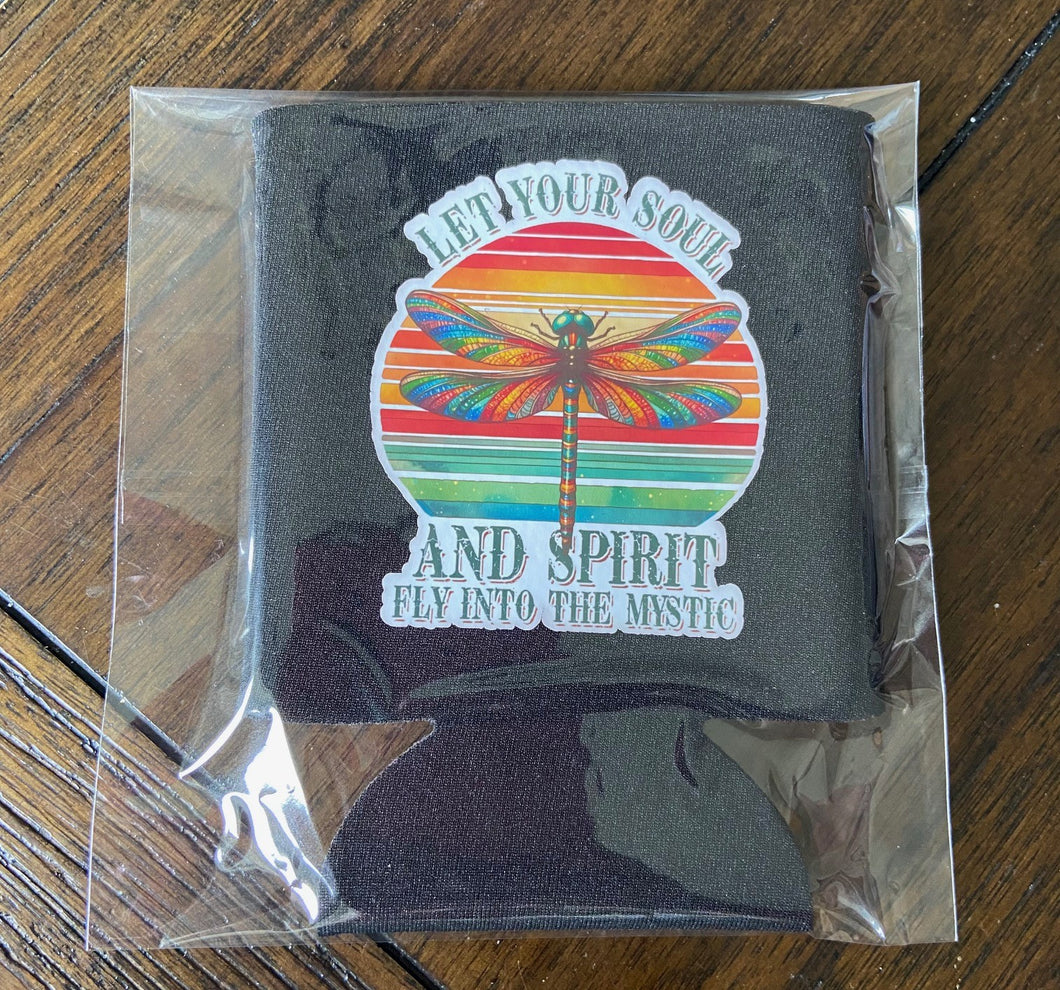 LET YOUR SOUL
AND SPIRIT
FLY INTO THE MYSTIC